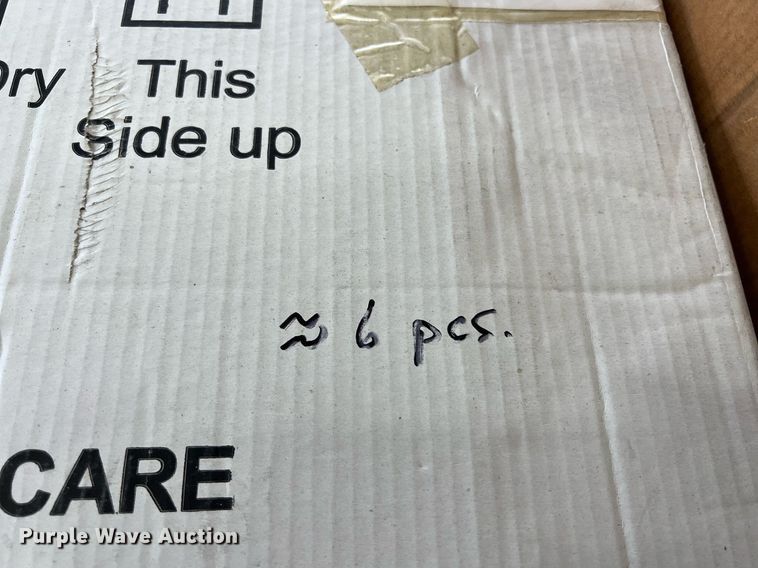 Dry This
Side up
≈ 6 pcs.
CARE
Purple Wave Auction